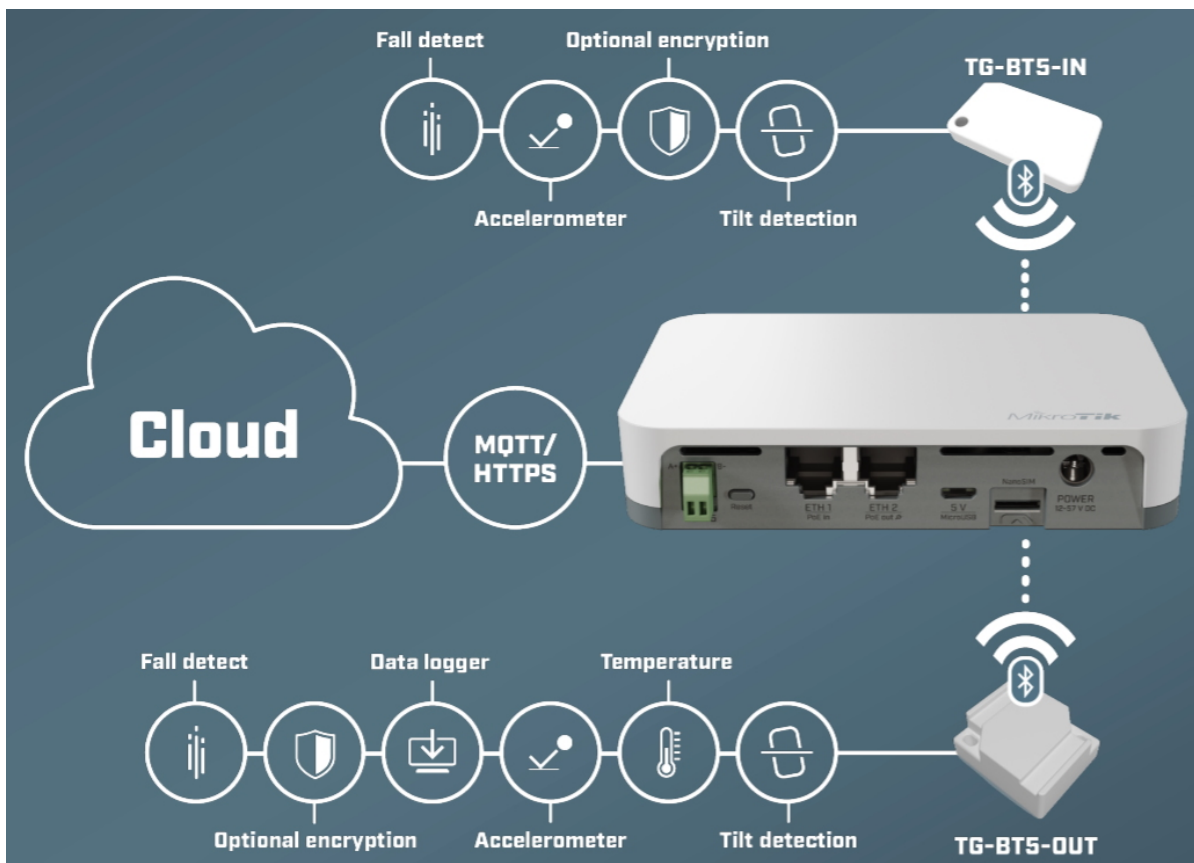 Fall detect
Optional encryption
TG-BT5-IN
Accelerometer
Tilt detection
Cloud
MQTT/
HTTPS
MikroTik
A+
B-
Reset
ETH 1
PoE in
ETH 2
PoE out
5 V
MicroUSB
NanoSIM
POWER
12-57 V DC
Fall detect
Data logger
Temperature
Optional encryption
Accelerometer
Tilt detection
TG-BT5-OUT